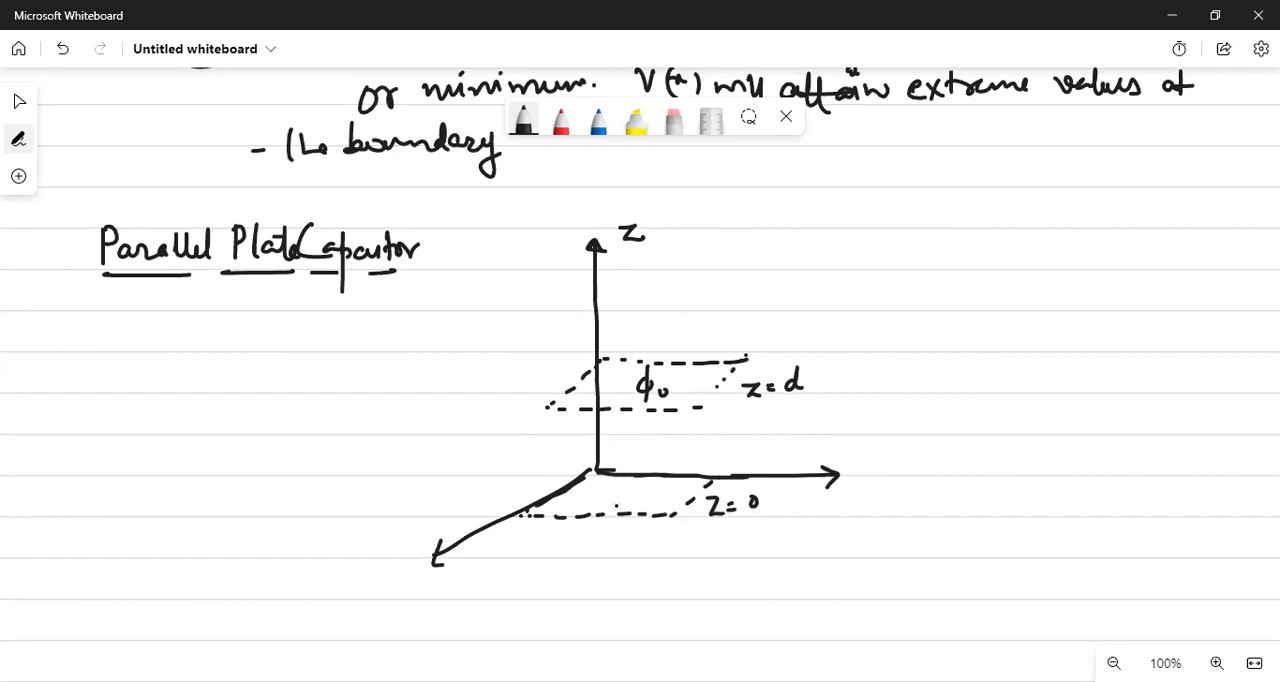 Microsoft Whiteboard
Untitled whiteboard
or minimum. V(x) will attain extreme values at
- the boundary
Parallel Plate Capacitor
z
ϕ₀
z = d
z = 0
100%